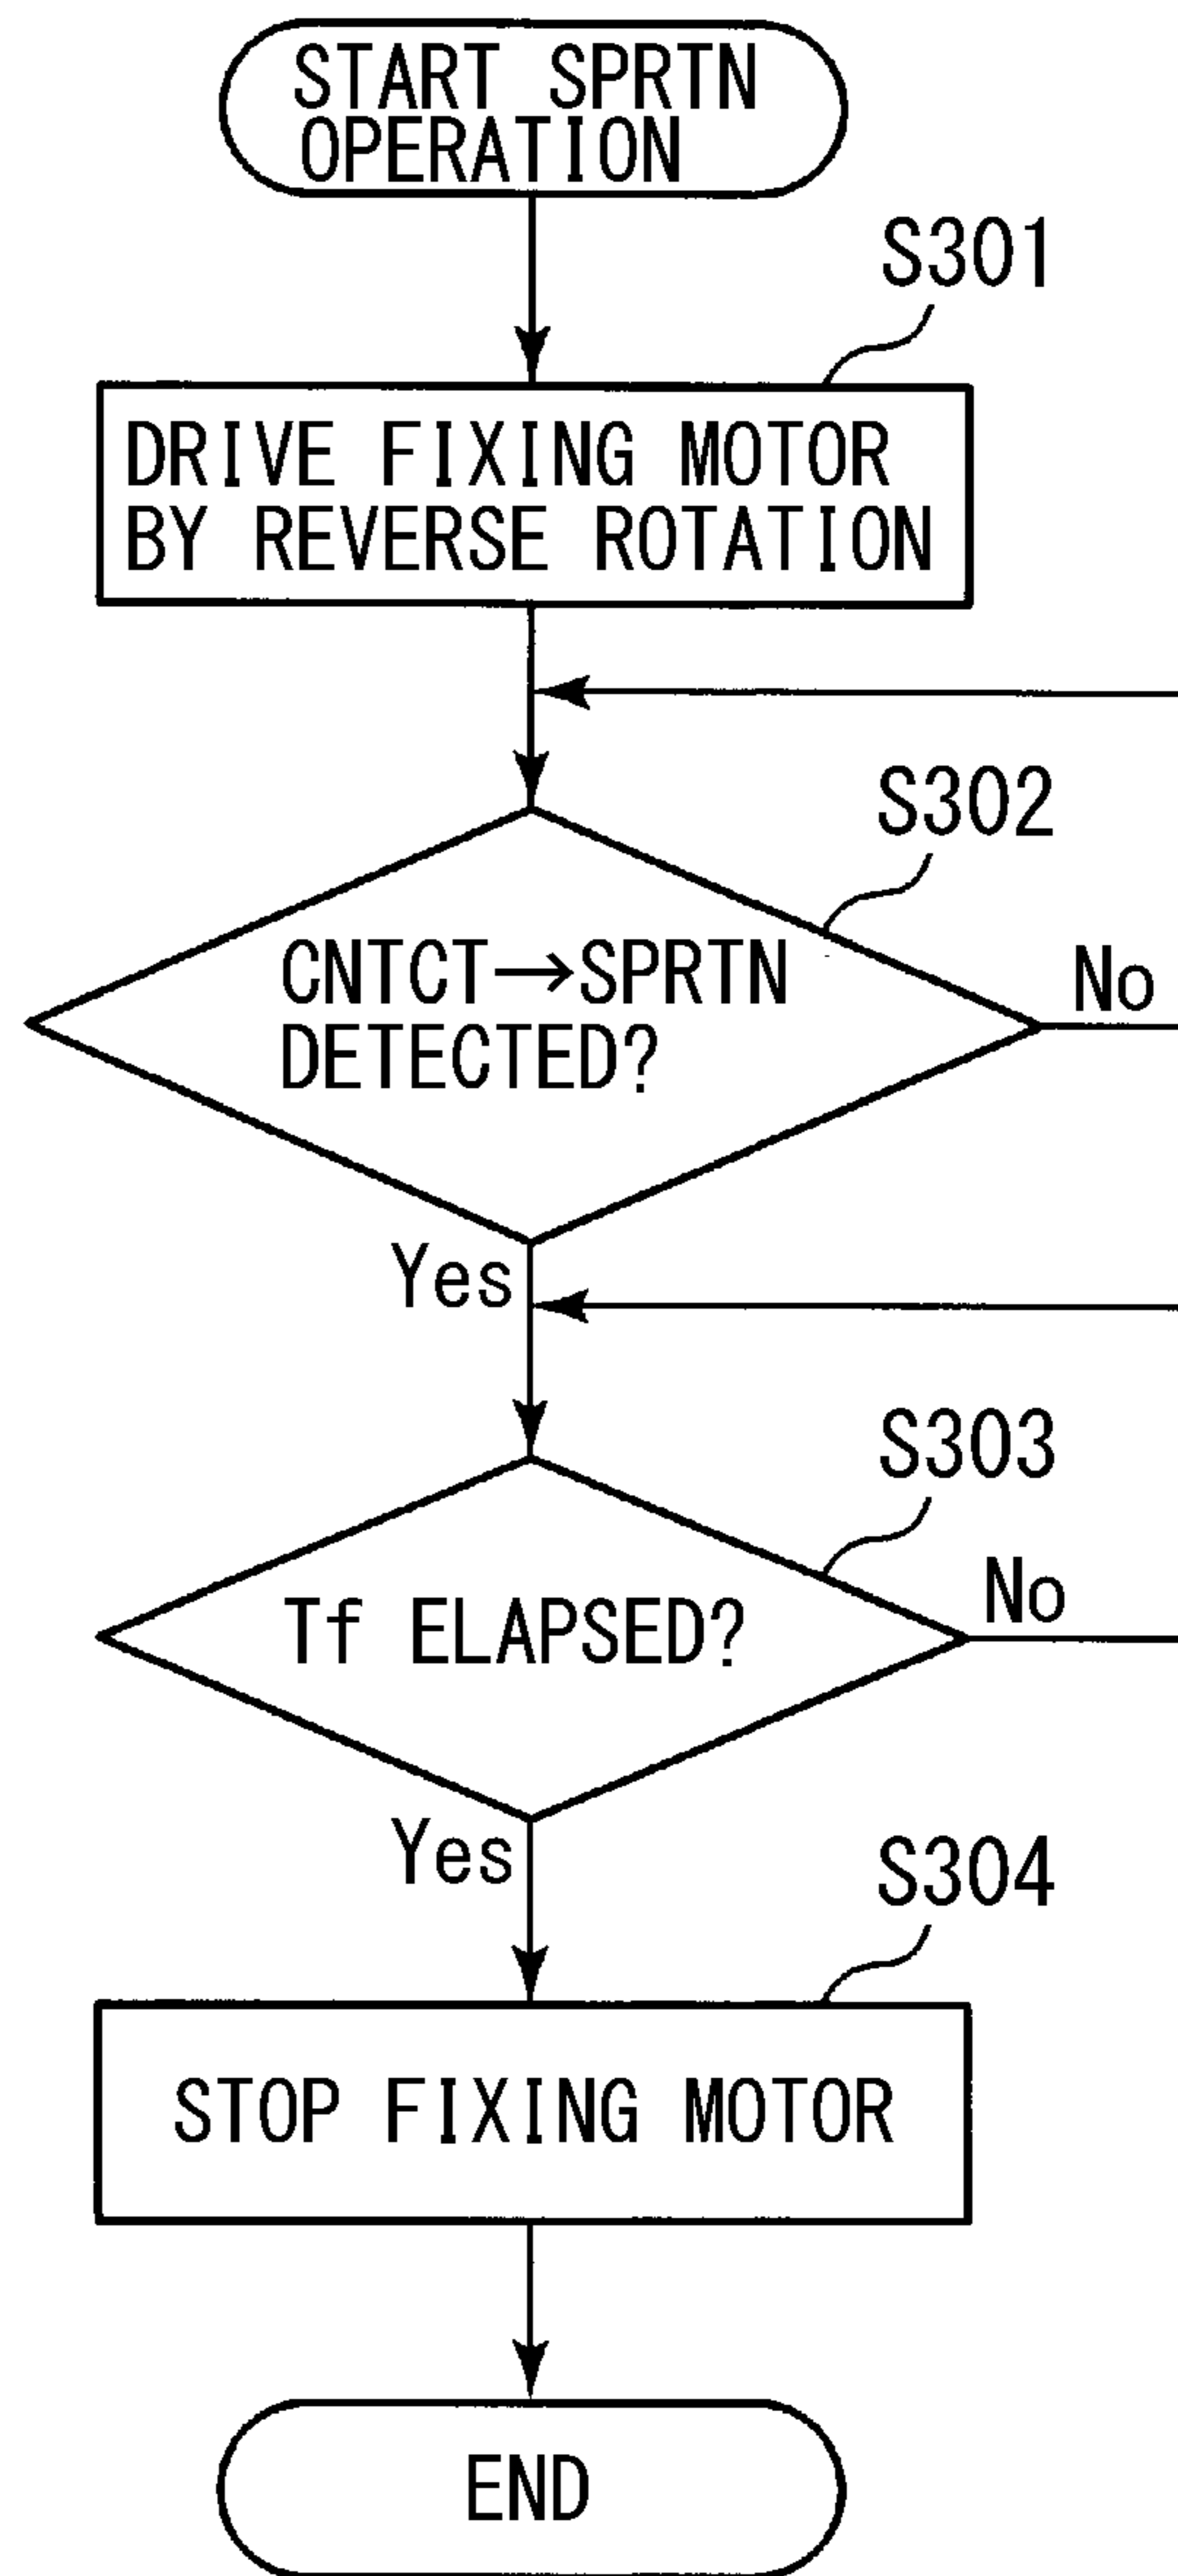 START SPRTN
OPERATION
S301
DRIVE FIXING MOTOR
BY REVERSE ROTATION
S302
CNTCT→SPRTN
DETECTED?
No
Yes
S303
Tf ELAPSED?
No
Yes
S304
STOP FIXING MOTOR
END